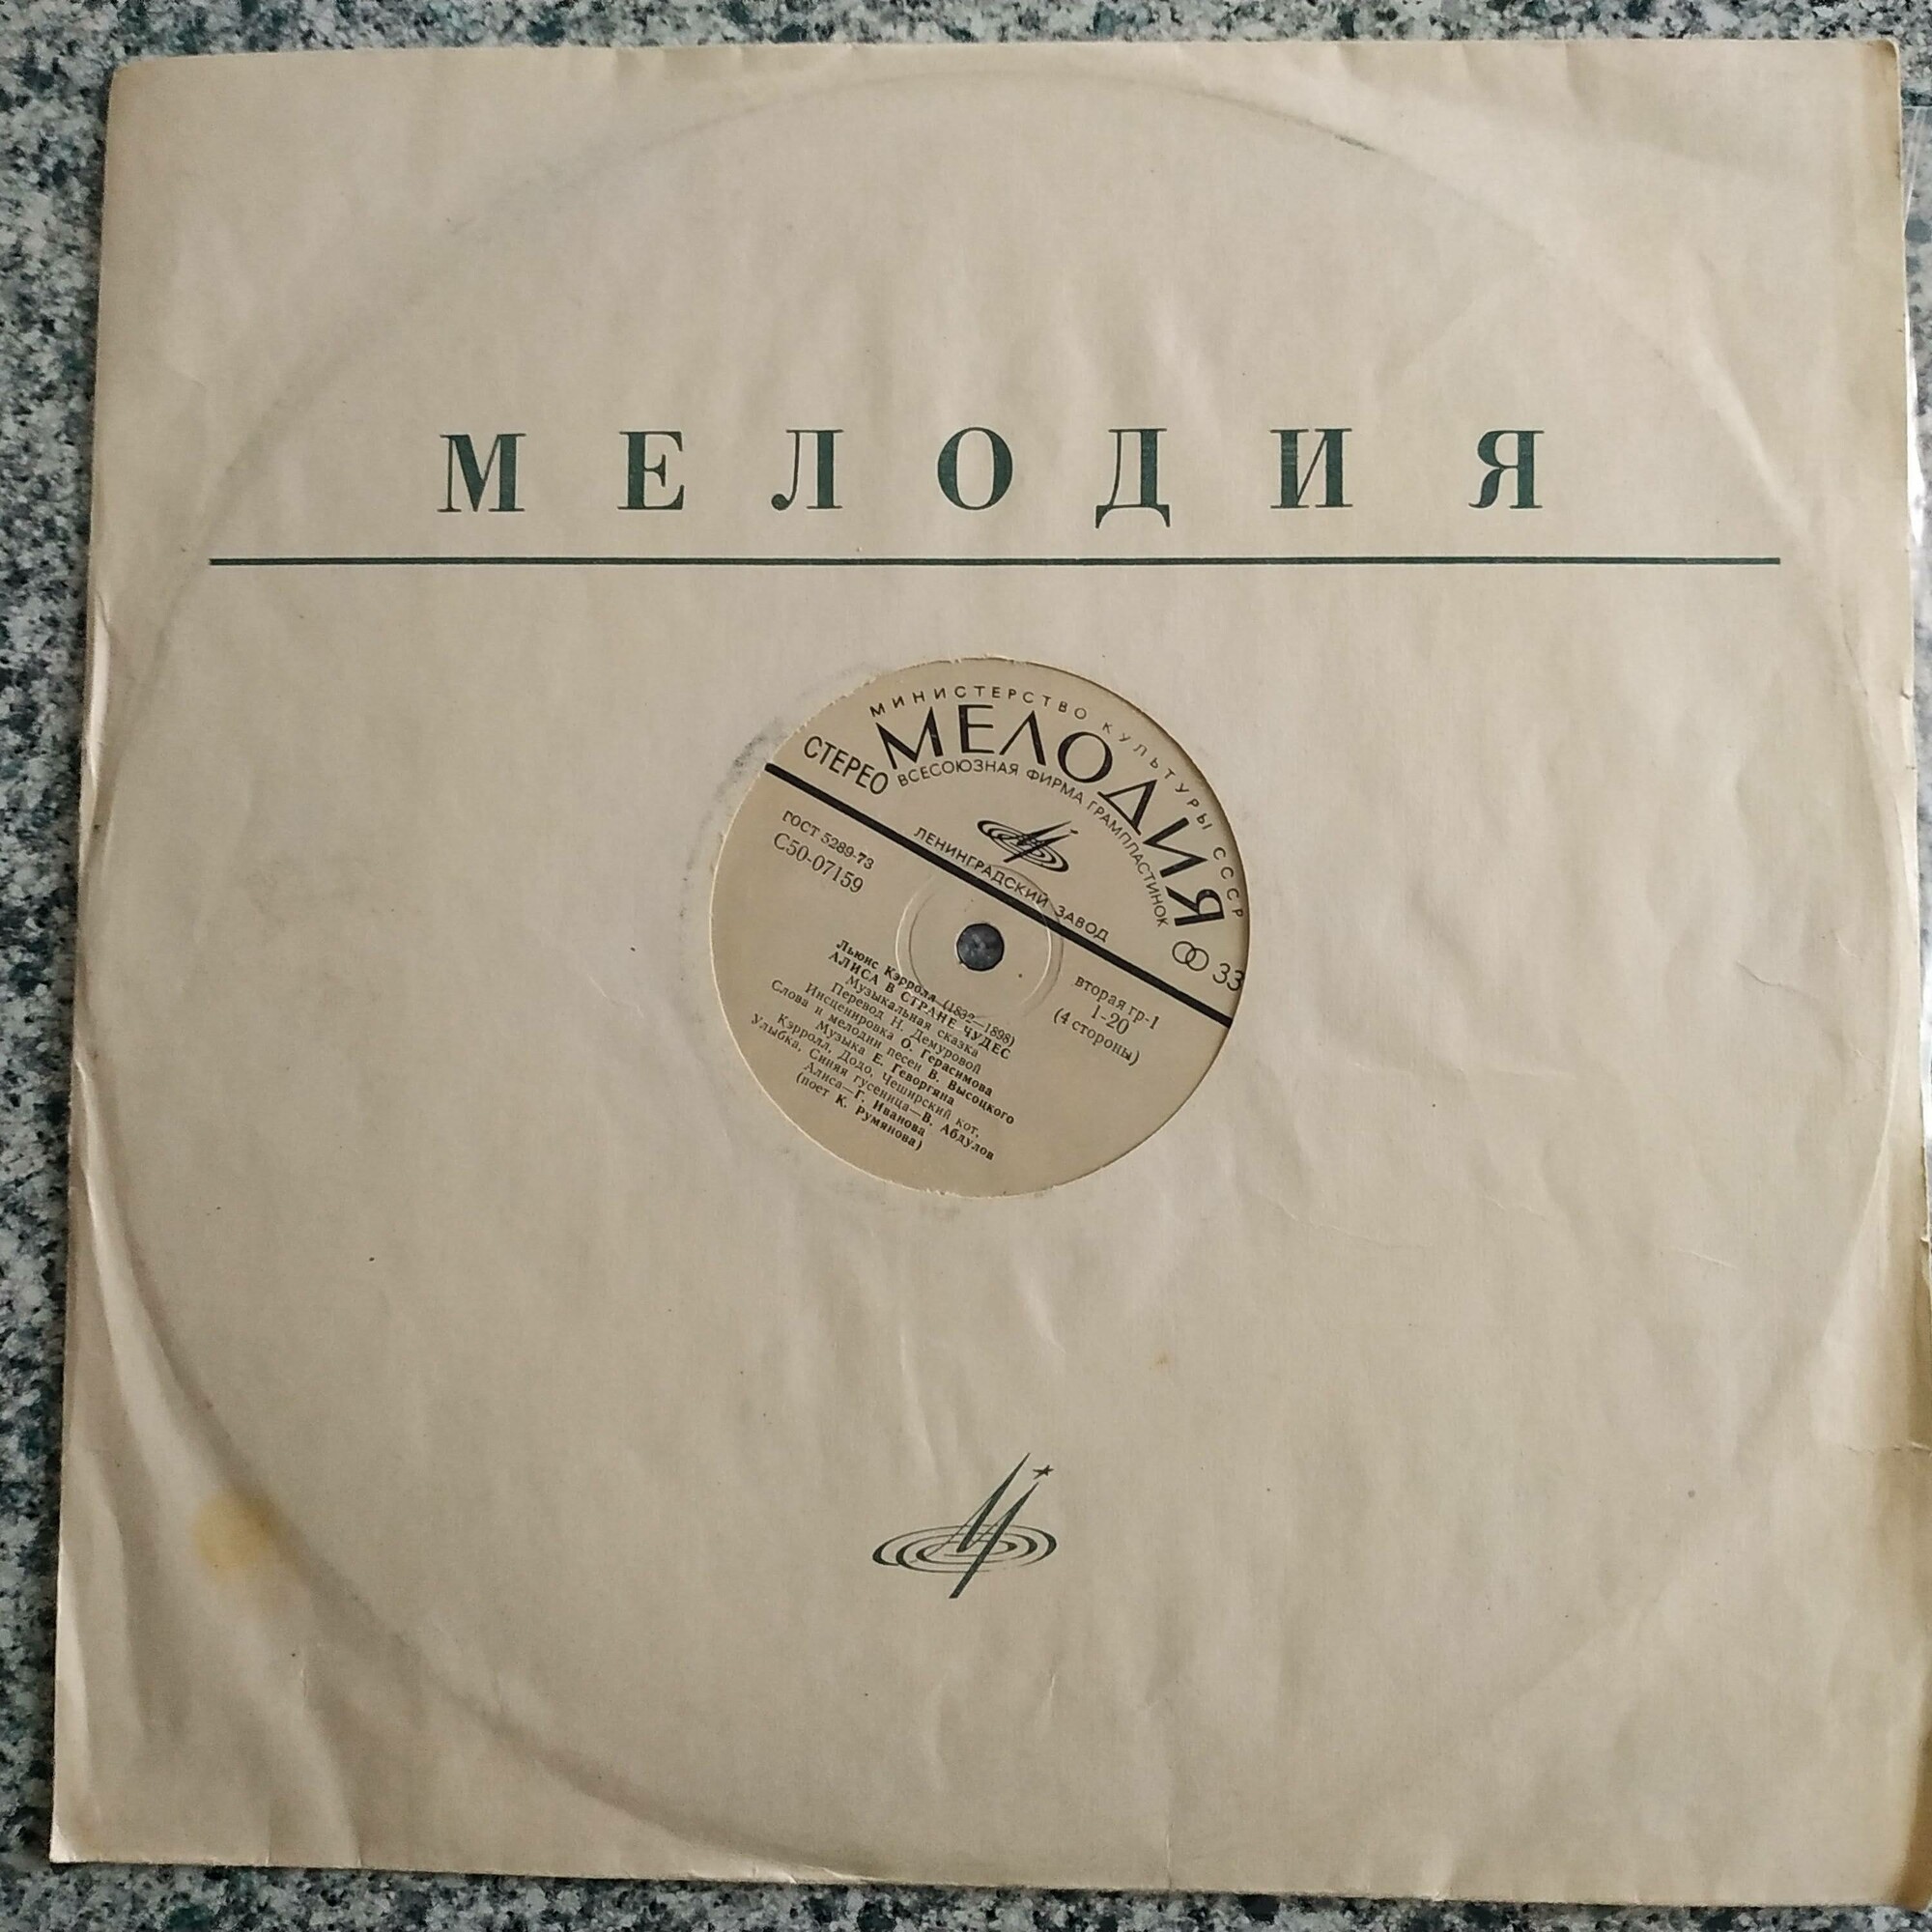 МЕЛОДИЯ
МИНИСТЕРСТВО КУЛЬТУРЫ СССР
МЕЛОДИЯ
ВСЕСОЮЗНАЯ ФИРМА ГРАМПЛАСТИНОК
СТЕРЕО
33
ЛЕНИНГРАДСКИЙ ЗАВОД
ГОСТ 5289-73
С50-07159
вторая гр-1
1-20
(4 стороны)
Льюис Кэрролл (1832—1898)
АЛИСА В СТРАНЕ ЧУДЕС
Музыкальная сказка
Перевод Н. Демуровой
Инсценировка О. Герасимова
Слова и мелодии песен В. Высоцкого
Музыка Е. Геворгяна
Кэрролл, Додо, Чеширский кот,
Улыбка, Синяя гусеница—В. Абдулов
Алиса—Г. Иванова
(поет К. Румянова)